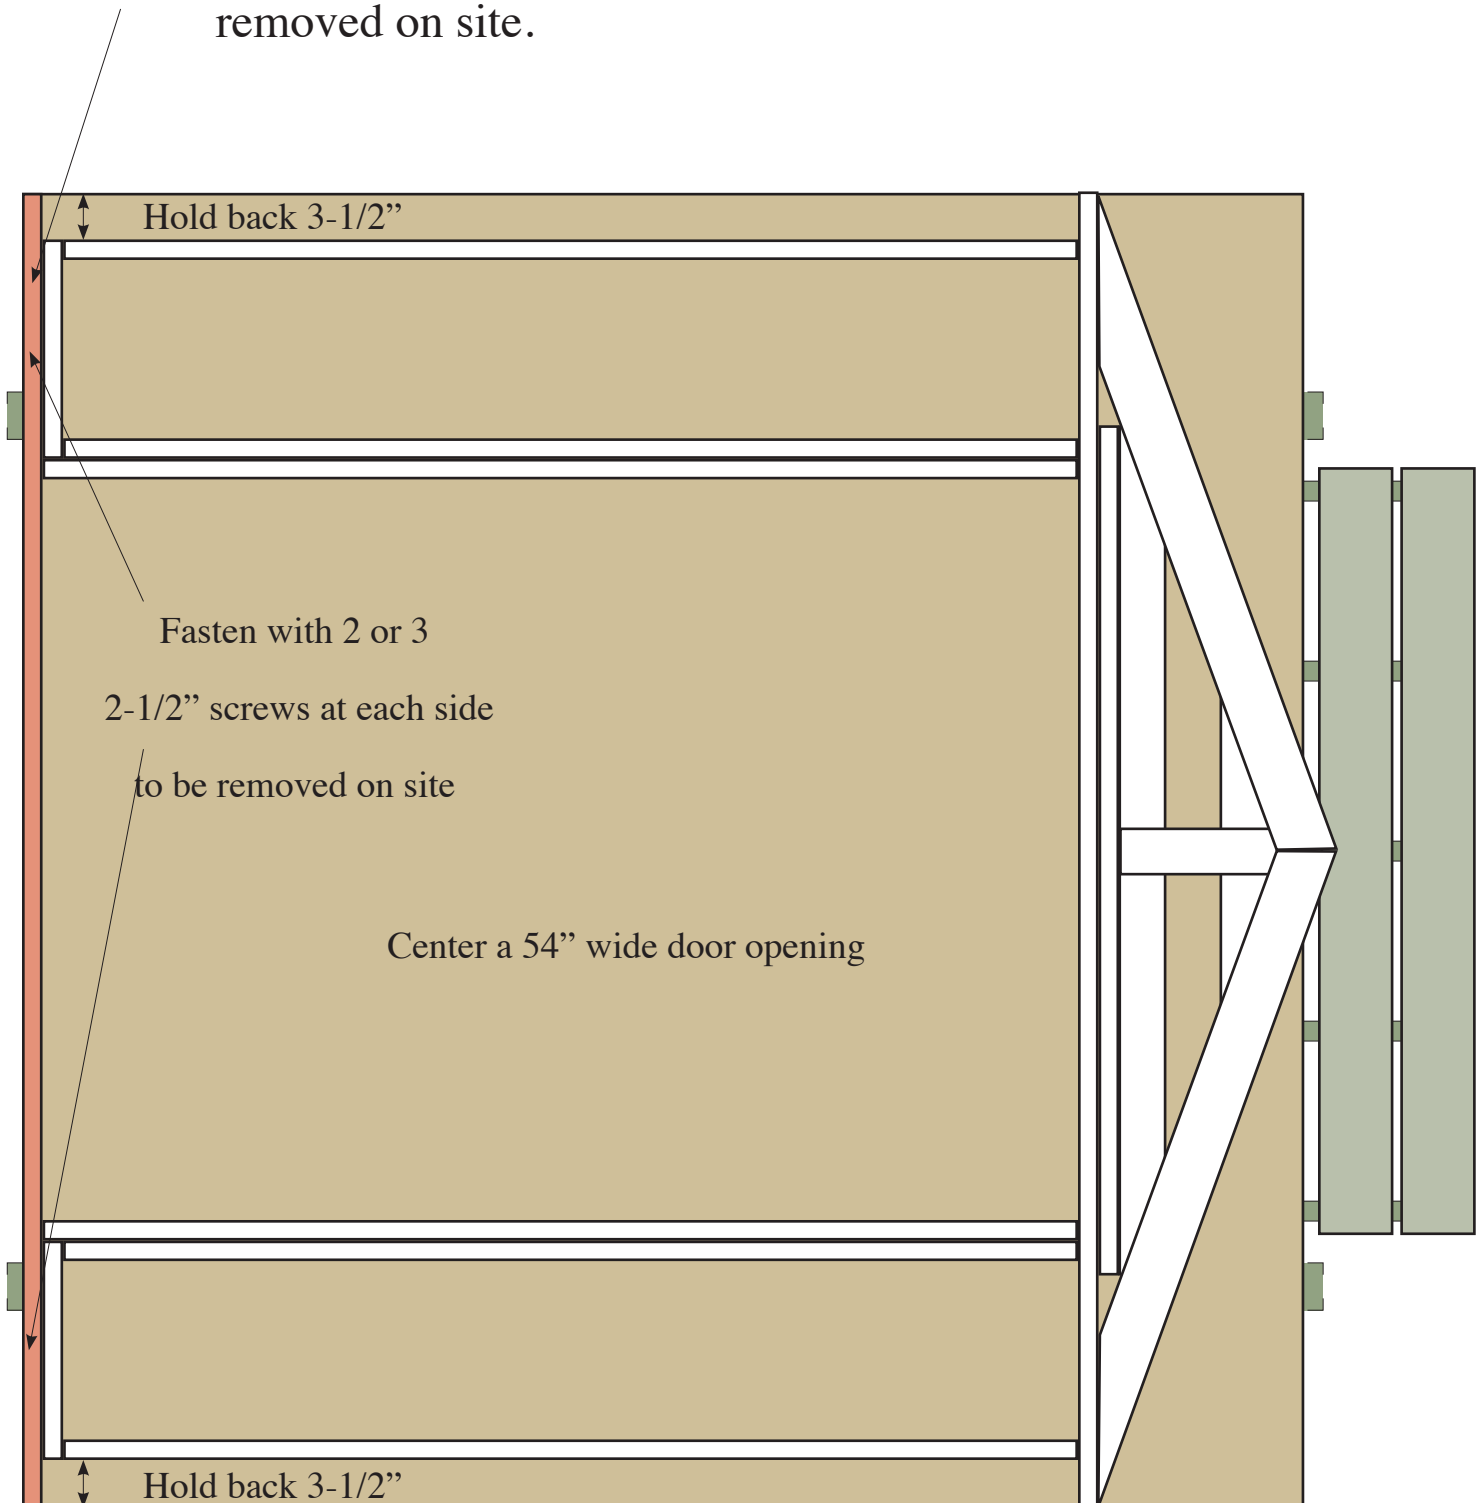 removed on site.
Hold back 3-1/2”
Fasten with 2 or 3
2-1/2” screws at each side
to be removed on site
Center a 54” wide door opening
Hold back 3-1/2”